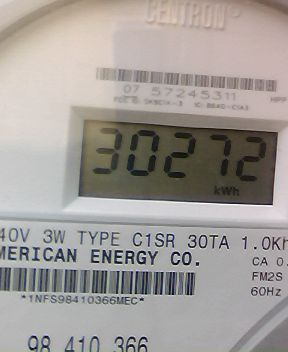 CENTRON®
07 57245311
30272
kWh
40V 3W TYPE C1SR 30TA 1.0Kh
MERICAN ENERGY CO.
CA 0.
FM2S
60Hz
*1NFS98410366MEC*
98 410 366